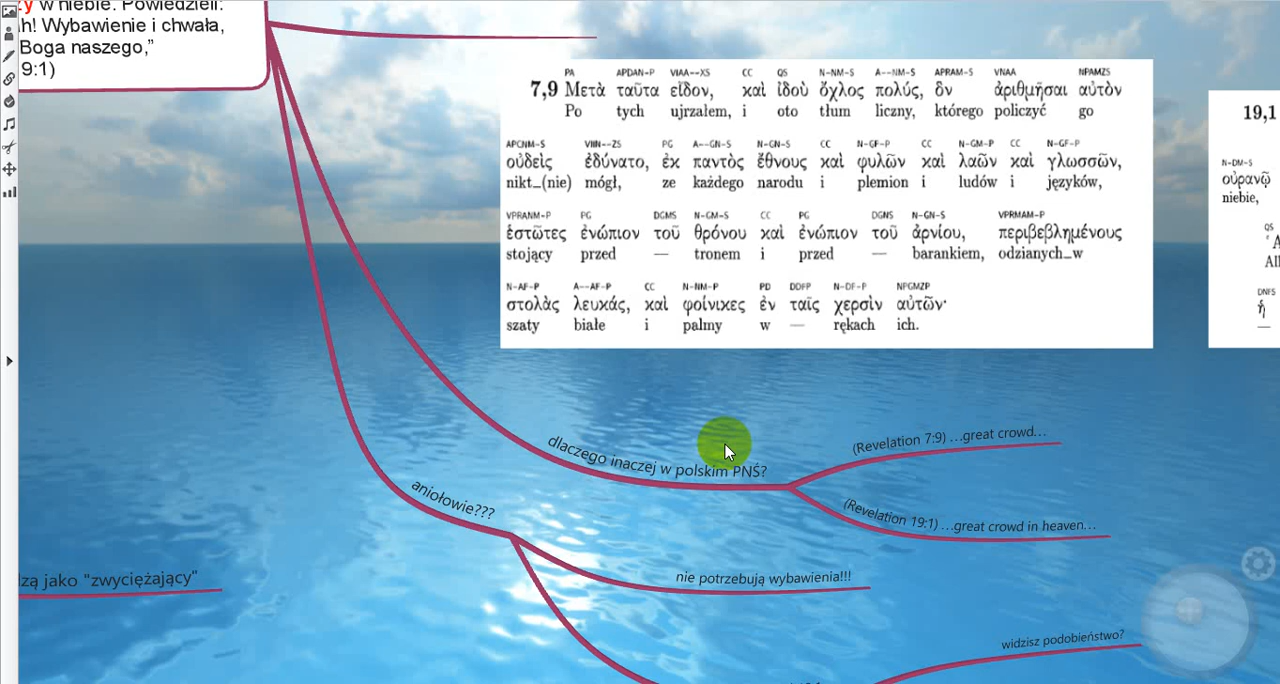 zy w niebie. Powiedzieli:
h! Wybawienie i chwała,
Boga naszego,”
9:1)
PA APDAN-P VIAA--XS CC QS N-NM-S A--NM-S APRAM-S VNAA NPAMZS
7,9 Μετὰ ταῦτα εἶδον, καὶ ἰδοὺ ὄχλος πολύς, ὃν ἀριθμῆσαι αὐτὸν
Po tych ujrzałem, i oto tłum liczny, którego policzyć go
APCNM-S VIIN--ZS PG A--GN-S N-GN-S CC N-GF-P CC N-GM-P CC N-GF-P
οὐδεὶς ἐδύνατο, ἐκ παντὸς ἔθνους καὶ φυλῶν καὶ λαῶν καὶ γλωσσῶν,
nikt_(nie) mógł, ze każdego narodu i plemion i ludów i języków,
VPRANM-P PG DGMS N-GM-S CC PG DGNS N-GN-S VPRMAM-P
ἑστῶτες ἐνώπιον τοῦ θρόνου καὶ ἐνώπιον τοῦ ἀρνίου, περιβεβλημένους
stojący przed — tronem i przed — barankiem, odzianych_w
N-AF-P A--AF-P CC N-NM-P PD DDFP N-DF-P NPGMZP
στολὰς λευκάς, καὶ φοίνικες ἐν ταῖς χερσὶν αὐτῶν·
szaty białe i palmy w — rękach ich.
19,1
N-DM-S
οὐρανῷ
niebie,
QS
Ἁ
All
DNFS
ἡ
—
dlaczego inaczej w polskim PNŚ?
(Revelation 7:9) …great crowd…
(Revelation 19:1) …great crowd in heaven…
aniołowie???
nie potrzebują wybawienia!!!
zą jako "zwyciężający"
widzisz podobieństwo?